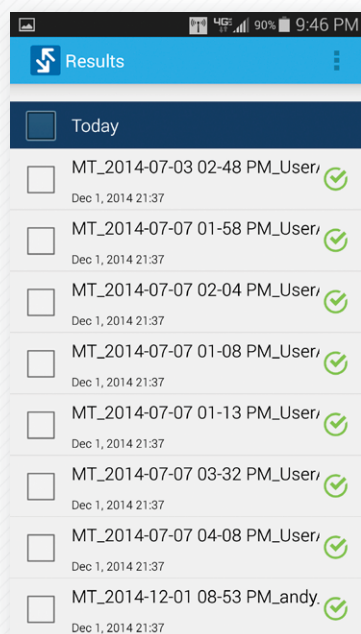 4G 90% 9:46 PM
Results
Today
MT_2014-07-03 02-48 PM_User
Dec 1, 2014 21:37
MT_2014-07-07 01-58 PM_User
Dec 1, 2014 21:37
MT_2014-07-07 02-04 PM_User
Dec 1, 2014 21:37
MT_2014-07-07 01-08 PM_User
Dec 1, 2014 21:37
MT_2014-07-07 01-13 PM_User
Dec 1, 2014 21:37
MT_2014-07-07 03-32 PM_User
Dec 1, 2014 21:37
MT_2014-07-07 04-08 PM_User
Dec 1, 2014 21:37
MT_2014-12-01 08-53 PM_andy
Dec 1, 2014 21:37